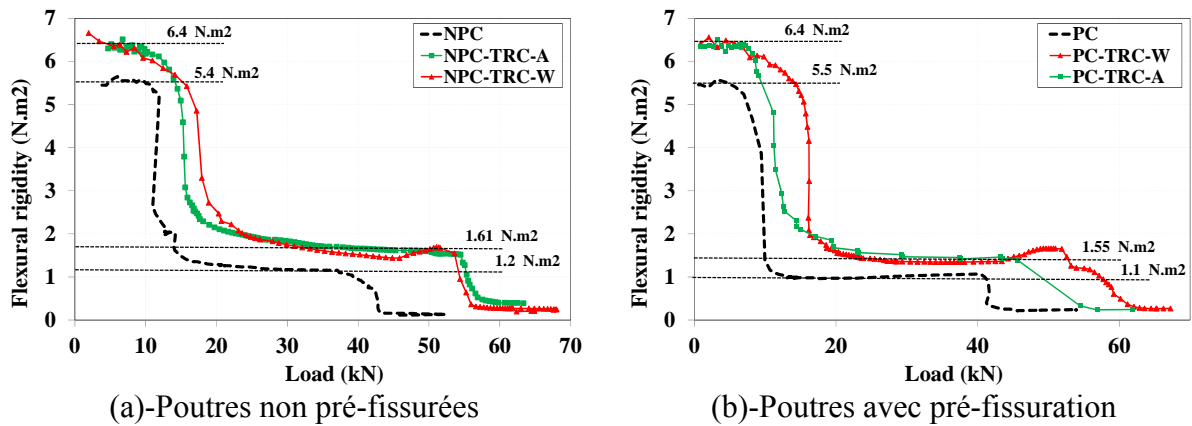 Flexural rigidity (N.m2)
7
6
5
4
3
2
1
0
6.4 N.m2
5.4 N.m2
1.61 N.m2
1.2 N.m2
NPC
NPC-TRC-A
NPC-TRC-W
0 10 20 30 40 50 60 70
Load (kN)
(a)-Poutres non pré-fissurées
Flexural rigidity (N.m2)
7
6
5
4
3
2
1
0
6.4 N.m2
5.5 N.m2
1.55 N.m2
1.1 N.m2
PC
PC-TRC-W
PC-TRC-A
0 20 40 60
Load (kN)
(b)-Poutres avec pré-fissuration